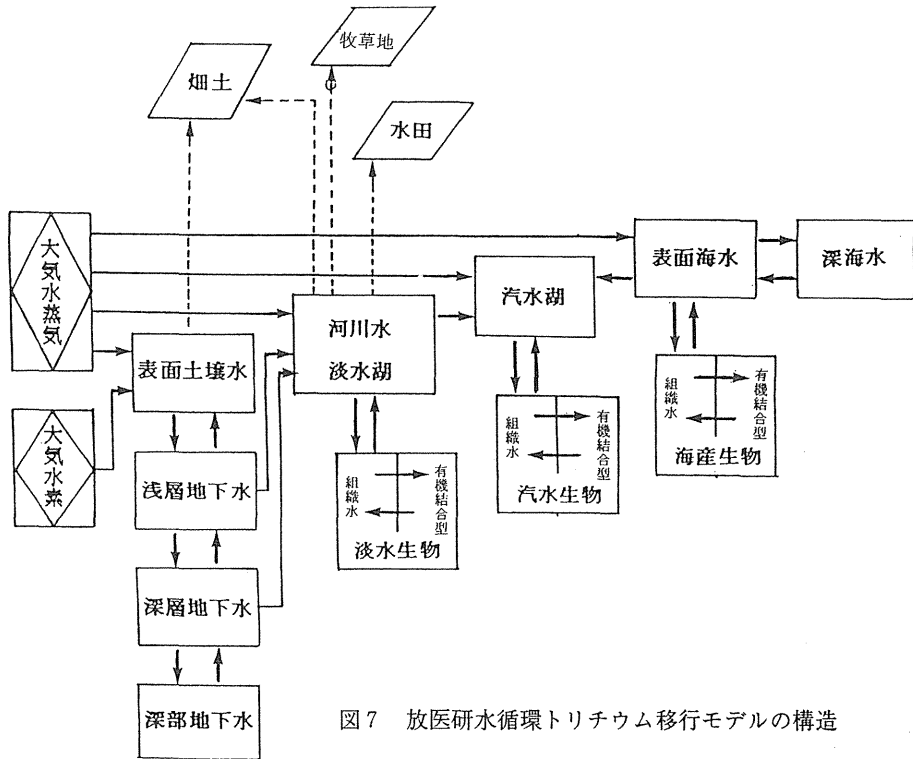 牧草地
畑土
水田
大気水蒸気
表面海水
深海水
汽水湖
河川水
淡水湖
表面土壌水
大気水素
浅層地下水
深層地下水
深部地下水
組織水
有機結合型
淡水生物
組織水
有機結合型
汽水生物
組織水
有機結合型
海産生物
図7 放医研水循環トリチウム移行モデルの構造